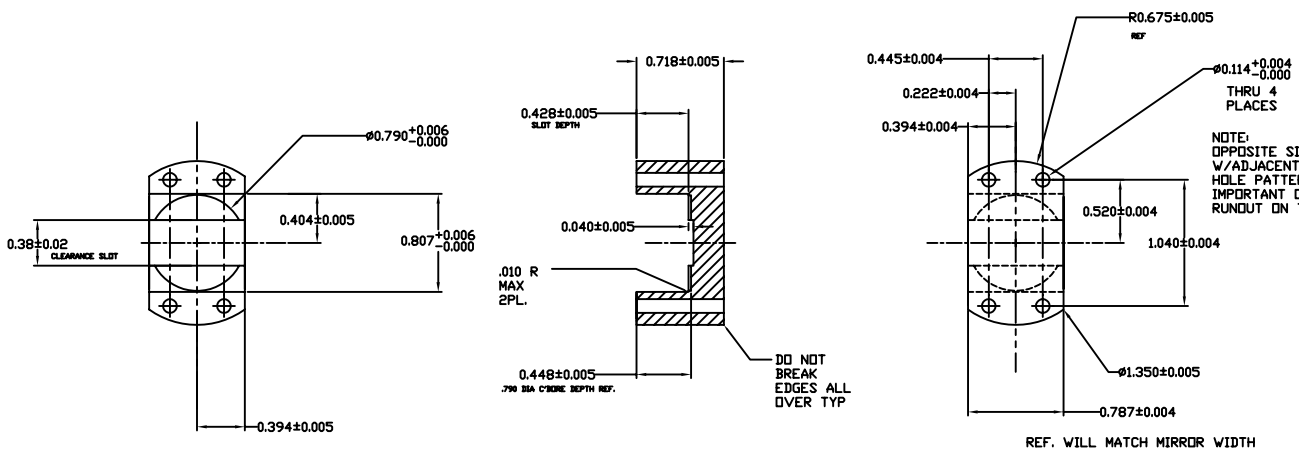 Ø0.790 +0.006
-0.000
0.404±0.005
0.38±0.02
CLEARANCE SLOT
0.807 +0.006
-0.000
0.394±0.005
0.718±0.005
0.428±0.005
SLOT DEPTH
0.040±0.005
.010 R
MAX
2PL.
0.448±0.005
.790 DIA C'BORE DEPTH REF.
DO NOT
BREAK
EDGES ALL
OVER TYP
R0.675±0.005
REF
0.445±0.004
Ø0.114 +0.004
-0.000
THRU 4
PLACES
0.222±0.004
0.394±0.004
NOTE:
OPPOSITE
W/ADJACENT
HOLE
IMPORTANT
RUNOUT ON
0.520±0.004
1.040±0.004
Ø1.350±0.005
0.787±0.004
REF. WILL MATCH MIRROR WIDTH